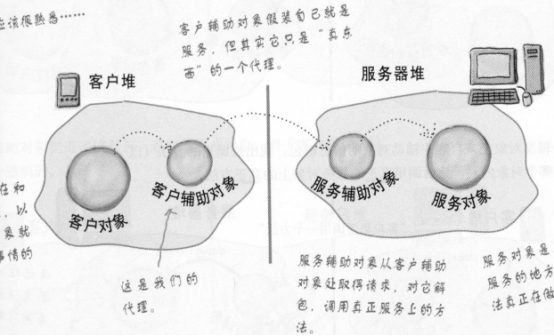 应该很熟悉……
客户辅助对象假装自己就是
服务，但其实它只是“真东
西”的一个代理。
客户堆
服务器堆
客户对象
客户辅助对象
服务辅助对象
服务对象
在和
，以
象就
事情的
这是我们的
代理。
服务辅助对象从客户辅助
对象处取得请求，对它解
包，调用真正服务上的方
法。
服务对象是
服务的地方
法真正在做